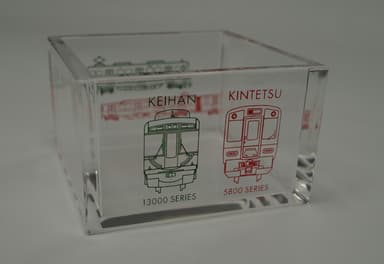 KEIHAN
13000 SERIES
KINTETSU
5800 SERIES